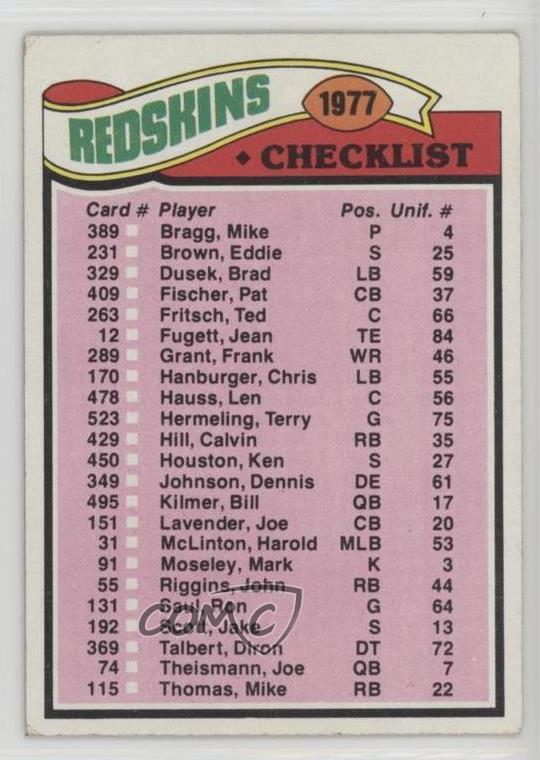 REDSKINS 1977
♦ CHECKLIST
Card # Player Pos. Unif. #
389 Bragg, Mike P 4
231 Brown, Eddie S 25
329 Dusek, Brad LB 59
409 Fischer, Pat CB 37
263 Fritsch, Ted C 66
12 Fugett, Jean TE 84
289 Grant, Frank WR 46
170 Hanburger, Chris LB 55
478 Hauss, Len C 56
523 Hermeling, Terry G 75
429 Hill, Calvin RB 35
450 Houston, Ken S 27
349 Johnson, Dennis DE 61
495 Kilmer, Bill QB 17
151 Lavender, Joe CB 20
31 McLinton, Harold MLB 53
91 Moseley, Mark K 3
55 Riggins, John RB 44
131 Saul, Ron G 64
192 Scott, Jake S 13
369 Talbert, Diron DT 72
74 Theismann, Joe QB 7
115 Thomas, Mike RB 22
COMC